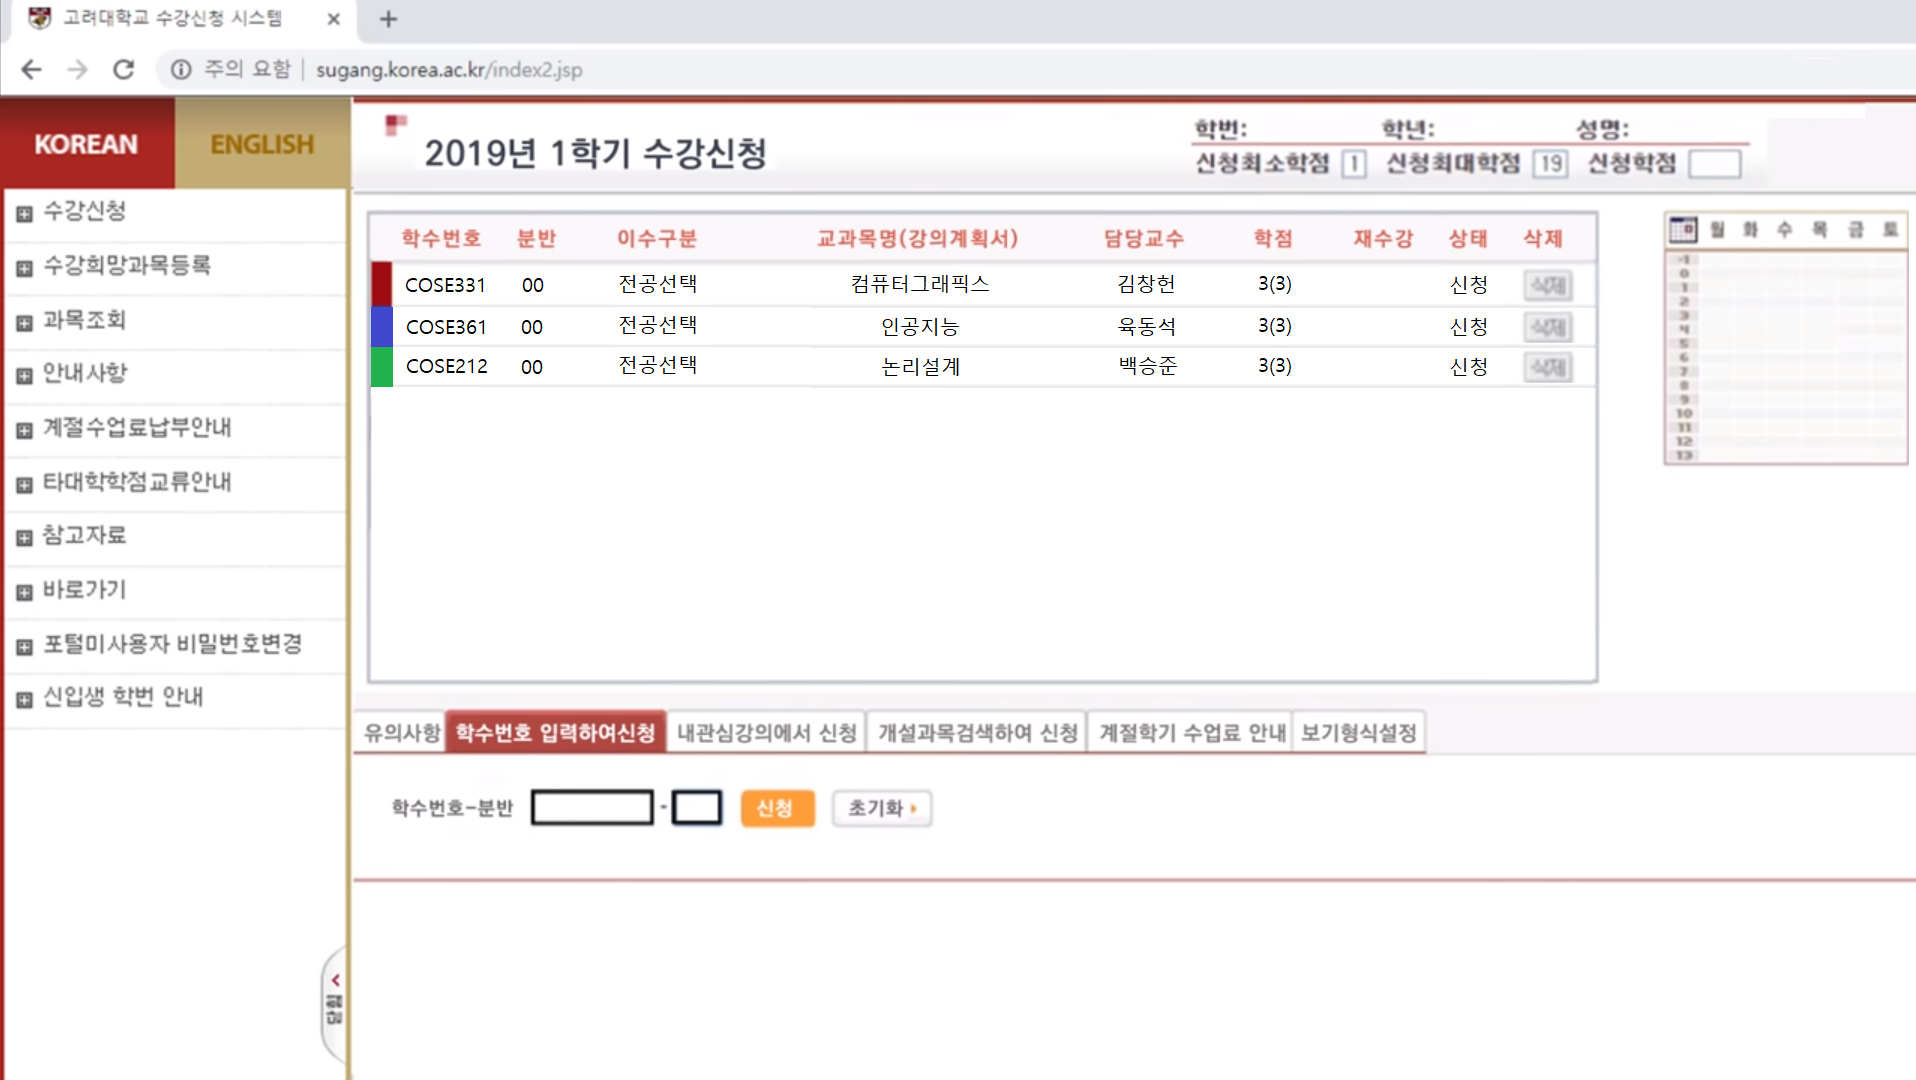 고려대학교 수강신청 시스템
주의 요함 | sugang.korea.ac.kr/index2.jsp
KOREAN ENGLISH
수강신청
수강희망과목등록
과목조회
안내사항
계절수업료납부안내
타대학학점교류안내
참고자료
바로가기
포털미사용자 비밀번호변경
신입생 학번 안내
닫힘
2019년 1학기 수강신청
학번: 학년: 성명:
신청최소학점 1 신청최대학점 19 신청학점
학수번호 분반 이수구분 교과목명(강의계획서) 담당교수 학점 재수강 상태 삭제
COSE331 00 전공선택 컴퓨터그래픽스 김창헌 3(3) 신청 삭제
COSE361 00 전공선택 인공지능 육동석 3(3) 신청 삭제
COSE212 00 전공선택 논리설계 백승준 3(3) 신청 삭제
월 화 수 목 금 토
-1
0
1
2
3
4
5
6
7
8
9
10
11
12
13
유의사항 학수번호 입력하여신청 내관심강의에서 신청 개설과목검색하여 신청 계절학기 수업료 안내 보기형식설정
학수번호-분반 - 신청 초기화